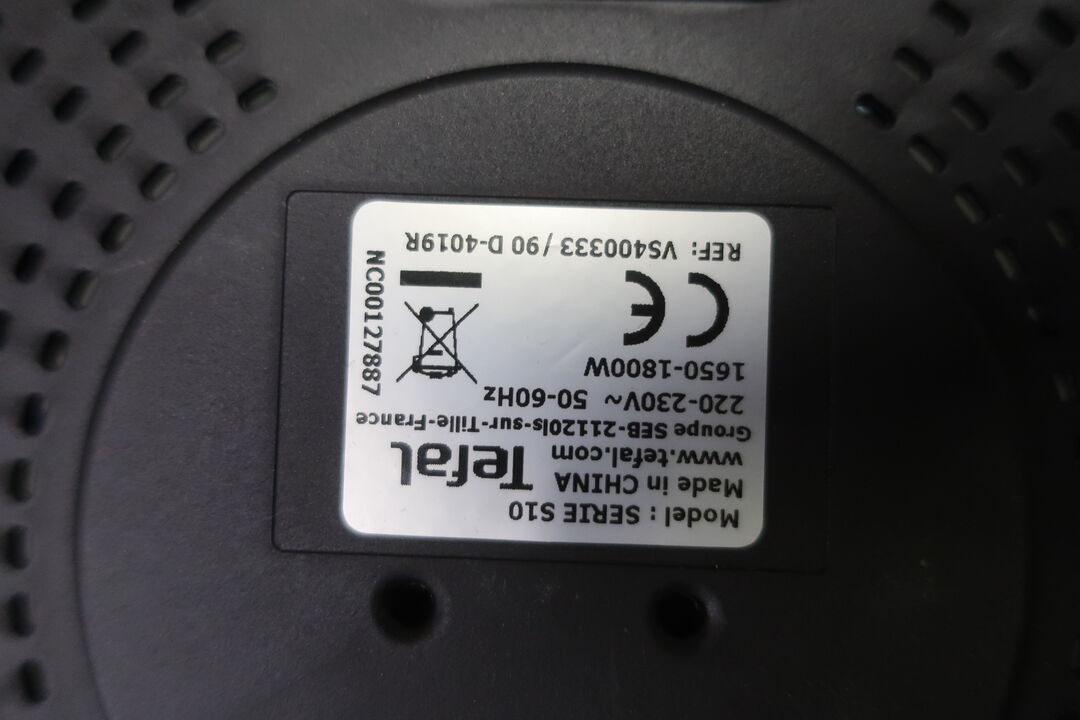 Model : SERIE S10
Made in CHINA
Tefal
www.tefal.com
Groupe SEB-21120Is-sur-Tille-France
220-230V~ 50-60Hz
1650-1800W
CE
REF: VS400333 / 90 D-4019R
NC00127887